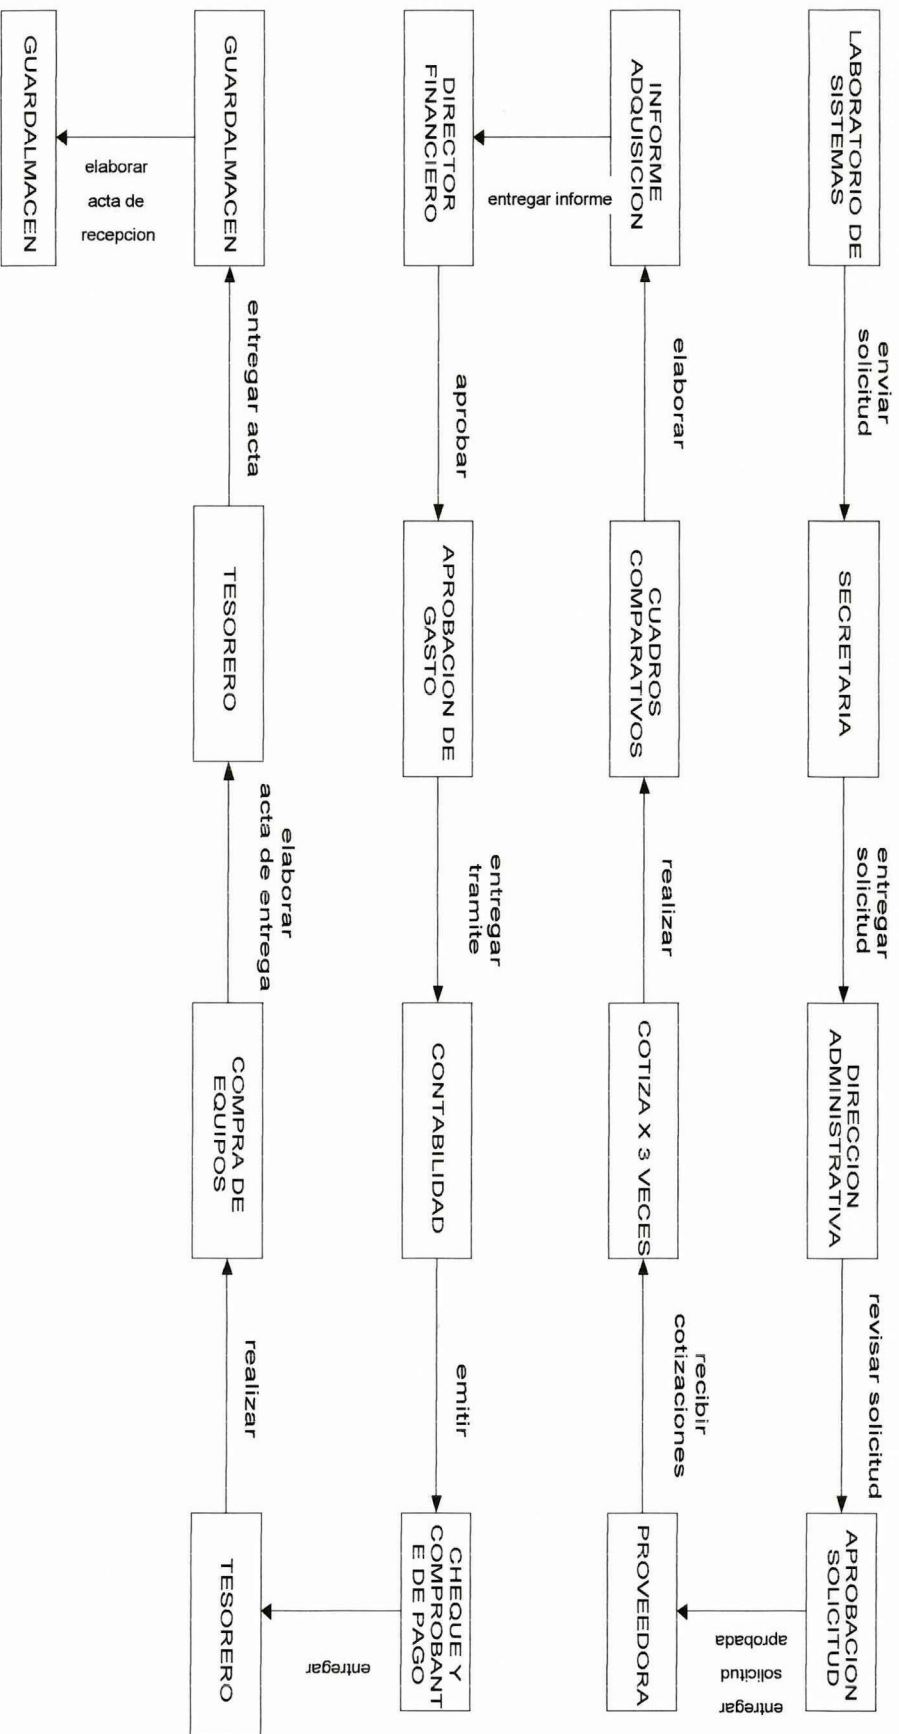 LABORATORIO DE
SISTEMAS
enviar
solicitud
SECRETARIA
entregar
solicitud
DIRECCION
ADMINISTRATIVA
revisar solicitud
APROBACION
SOLICITUD
entregar
solicitud
aprobada
PROVEEDORA
recibir
cotizaciones
COTIZA X 3 VECES
realizar
CUADROS
COMPARATIVOS
elaborar
INFORME
ADQUISICION
entregar informe
DIRECTOR
FINANCIERO
aprobar
APROBACION DE
GASTO
entregar
tramite
CONTABILIDAD
emitir
CHEQUE Y
COMPROBANT
E DE PAGO
entregar
TESORERO
realizar
COMPRA DE
EQUIPOS
elaborar
acta de entrega
TESORERO
entregar acta
GUARDALMACEN
elaborar
acta de
recepcion
GUARDALMACEN